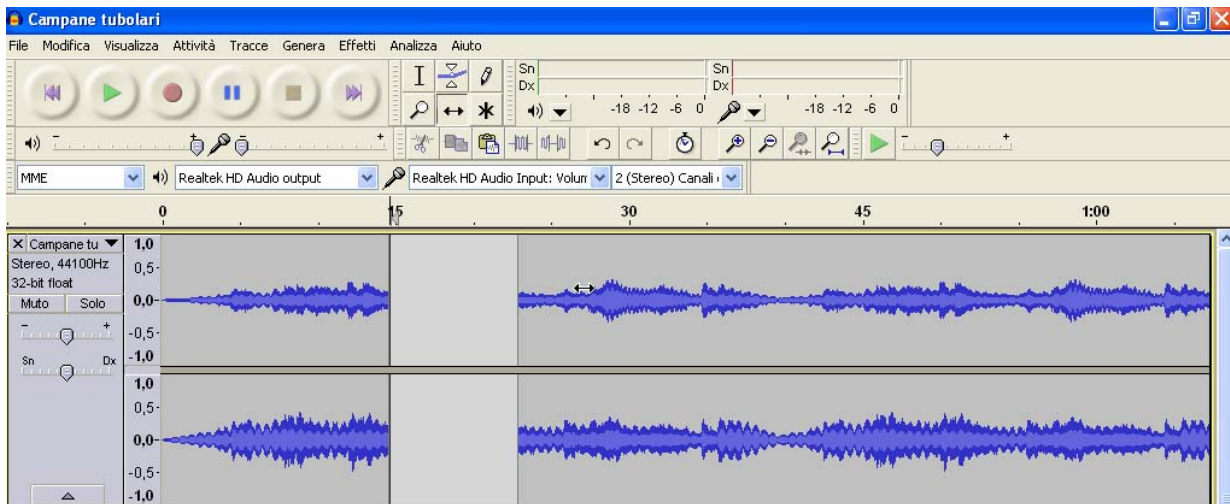 Campane tubolari
File Modifica Visualizza Attività Tracce Genera Effetti Analizza Aiuto
Sn Sn
Dx Dx
-18 -12 -6 0 -18 -12 -6 0
MME Realtek HD Audio output Realtek HD Audio Input: Volum 2 (Stereo) Canali
0 15 30 45 1:00
Campane tu 1,0
Stereo, 44100Hz 0,5
32-bit float
Muto Solo 0,0
- + -0,5
Sn Dx -1,0
1,0
0,5
0,0
-0,5
-1,0